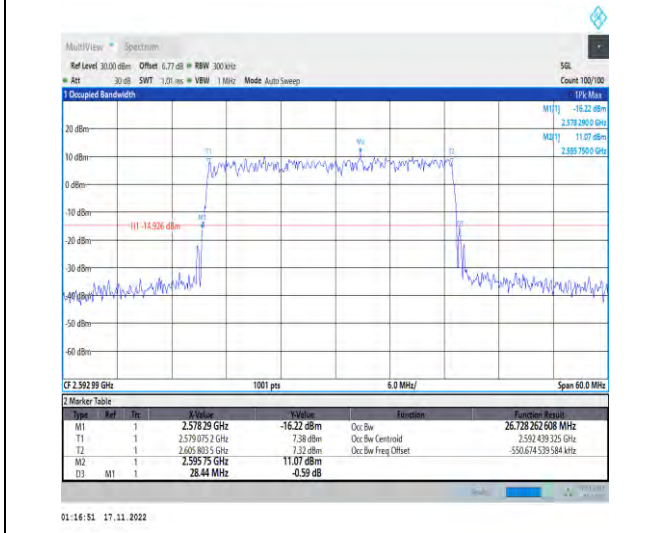 MultiView Spectrum
Ref Level 30.00 dBm Offset 6.77 dB RBW 300 kHz SGL
Att 30 dB SWT 1.01 ms VBW 1 MHz Mode Auto Sweep Count 100/100
1 Occupied Bandwidth 1Pk Max
M1[1] -16.22 dBm
2.578 290 0 GHz
M2[1] 11.07 dBm
2.595 750 0 GHz
20 dBm
M2
T1 T2
10 dBm
0 dBm
-10 dBm
M1
H1 -14.926 dBm
D3
-20 dBm
-30 dBm
-40 dBm
-50 dBm
-60 dBm
CF 2.592 99 GHz 1001 pts 6.0 MHz/ Span 60.0 MHz
2 Marker Table
Type Ref Trc X-Value Y-Value Function Function Result
M1 1 2.578 29 GHz -16.22 dBm Occ Bw 26.728 262 608 MHz
T1 1 2.579 075 2 GHz 7.38 dBm Occ Bw Centroid 2.592 439 325 GHz
T2 1 2.605 803 5 GHz 7.32 dBm Occ Bw Freq Offset -550.674 539 584 kHz
M2 1 2.595 75 GHz 11.07 dBm
D3 M1 1 28.44 MHz -0.59 dB
01:16:51 17.11.2022